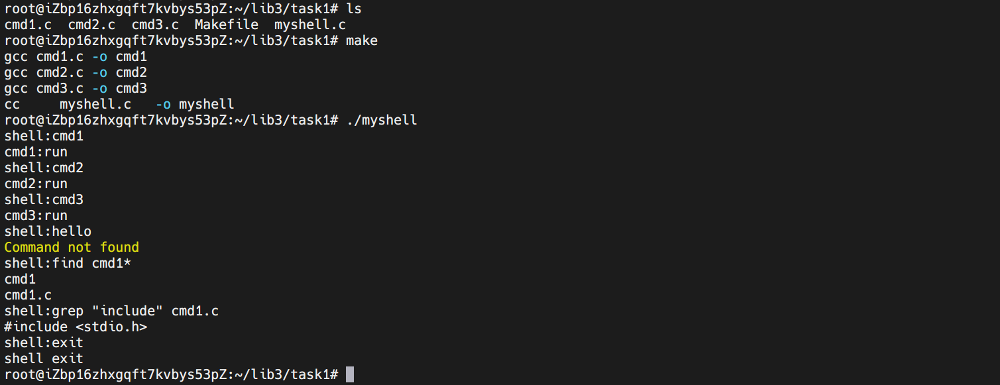 root@iZbp16zhxgqft7kvbys53pZ:~/lib3/task1# ls
cmd1.c  cmd2.c  cmd3.c  Makefile  myshell.c
root@iZbp16zhxgqft7kvbys53pZ:~/lib3/task1# make
gcc cmd1.c -o cmd1
gcc cmd2.c -o cmd2
gcc cmd3.c -o cmd3
cc     myshell.c   -o myshell
root@iZbp16zhxgqft7kvbys53pZ:~/lib3/task1# ./myshell
shell:cmd1
cmd1:run
shell:cmd2
cmd2:run
shell:cmd3
cmd3:run
shell:hello
Command not found
shell:find cmd1*
cmd1
cmd1.c
shell:grep "include" cmd1.c
#include <stdio.h>
shell:exit
shell exit
root@iZbp16zhxgqft7kvbys53pZ:~/lib3/task1#